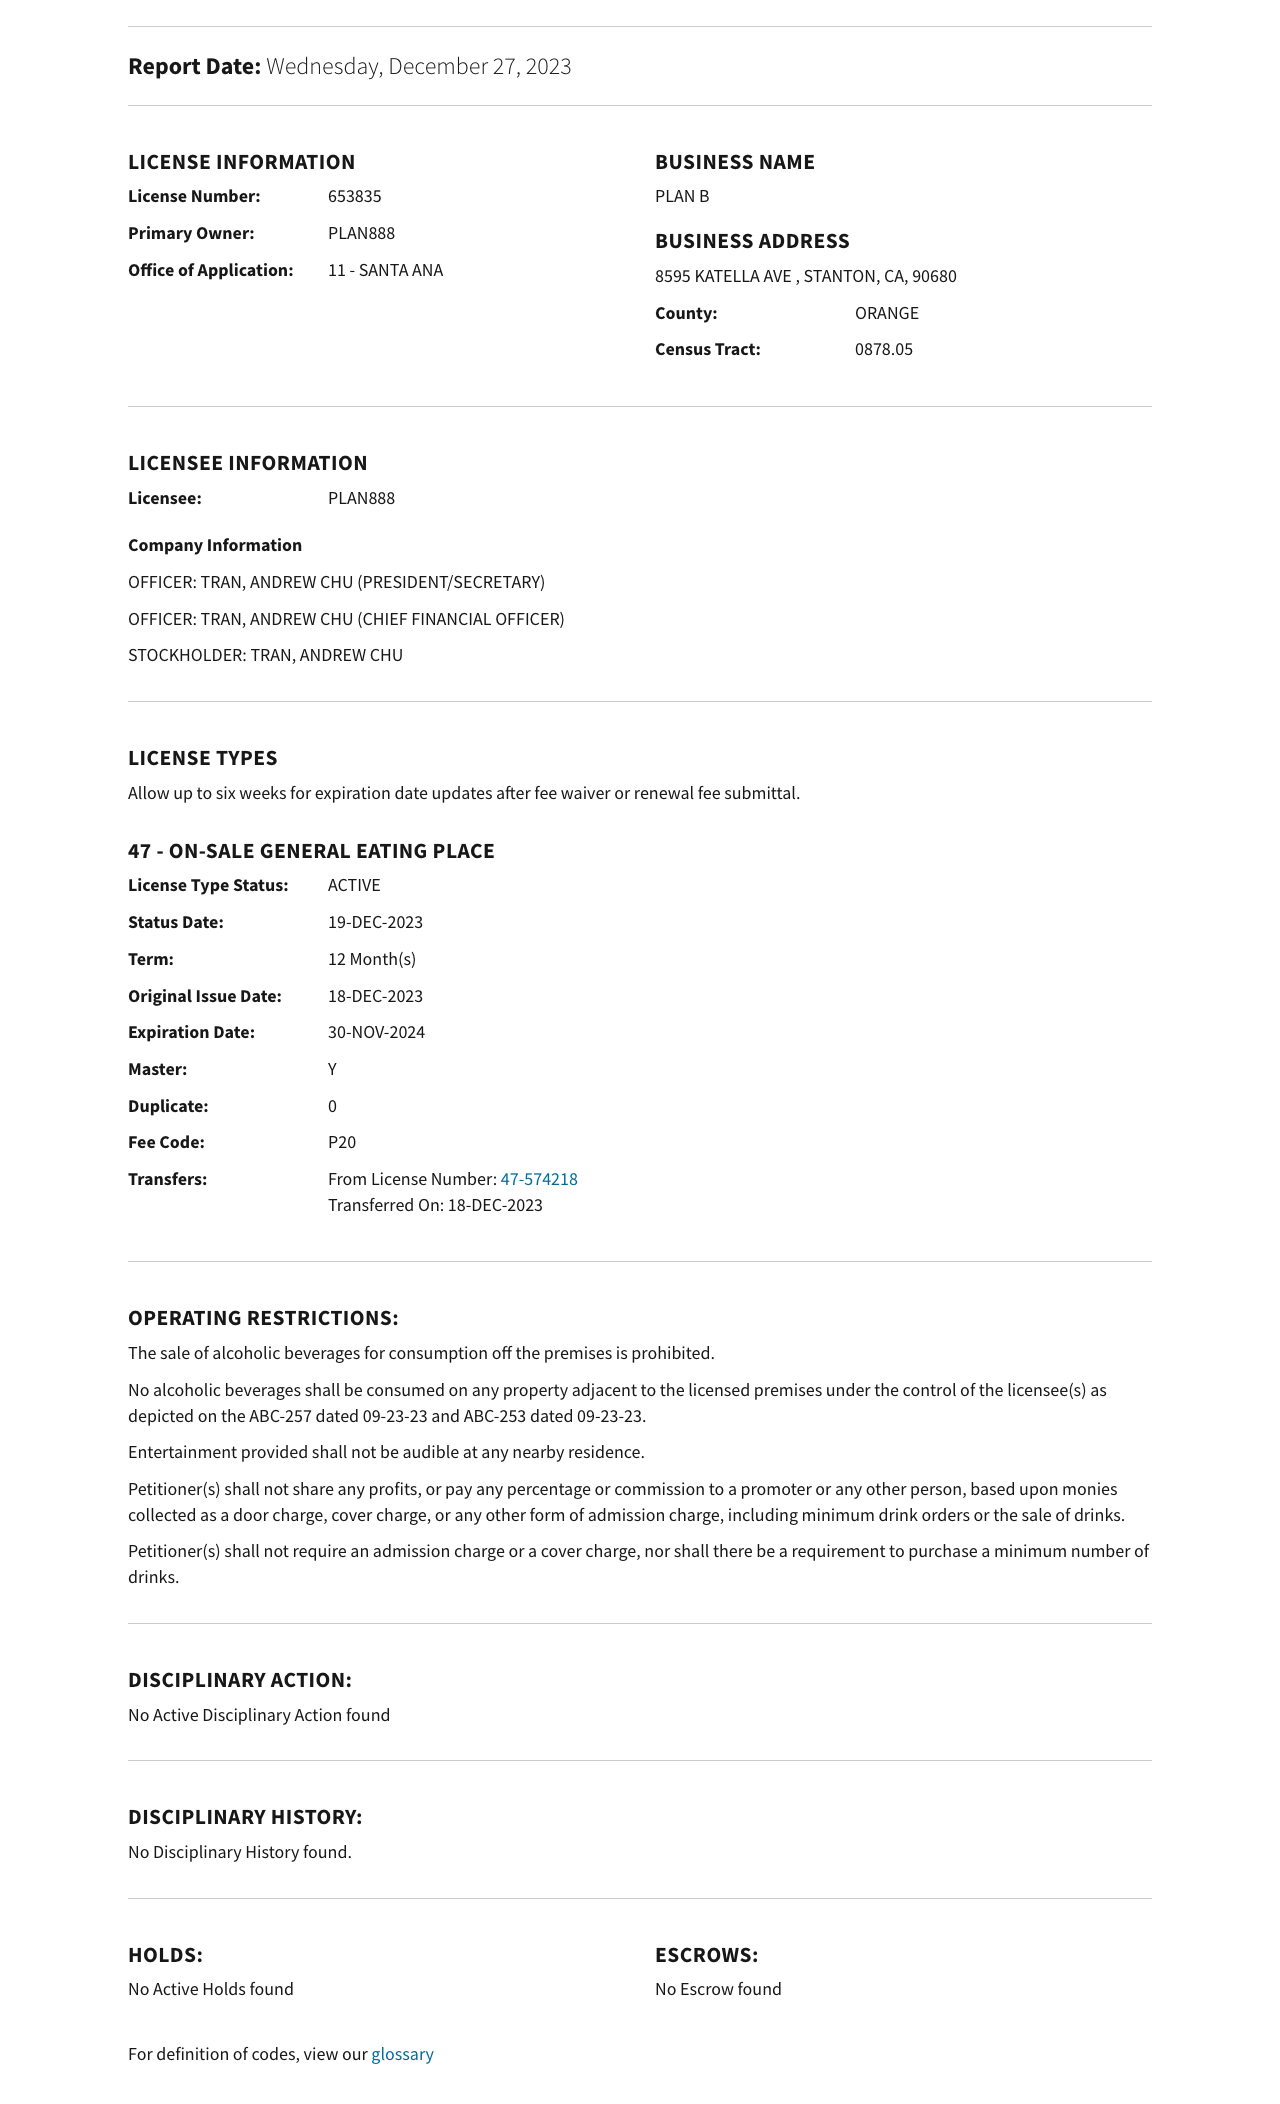 Report Date: Wednesday, December 27, 2023
LICENSE INFORMATION
License Number: 653835
Primary Owner: PLAN888
Office of Application: 11 - SANTA ANA
BUSINESS NAME
PLAN B
BUSINESS ADDRESS
8595 KATELLA AVE , STANTON, CA, 90680
County: ORANGE
Census Tract: 0878.05
LICENSEE INFORMATION
Licensee: PLAN888
Company Information
OFFICER: TRAN, ANDREW CHU (PRESIDENT/SECRETARY)
OFFICER: TRAN, ANDREW CHU (CHIEF FINANCIAL OFFICER)
STOCKHOLDER: TRAN, ANDREW CHU
LICENSE TYPES
Allow up to six weeks for expiration date updates after fee waiver or renewal fee submittal.
47 - ON-SALE GENERAL EATING PLACE
License Type Status: ACTIVE
Status Date: 19-DEC-2023
Term: 12 Month(s)
Original Issue Date: 18-DEC-2023
Expiration Date: 30-NOV-2024
Master: Y
Duplicate: 0
Fee Code: P20
Transfers: From License Number: 47-574218
Transferred On: 18-DEC-2023
OPERATING RESTRICTIONS:
The sale of alcoholic beverages for consumption off the premises is prohibited.
No alcoholic beverages shall be consumed on any property adjacent to the licensed premises under the control of the licensee(s) as
depicted on the ABC-257 dated 09-23-23 and ABC-253 dated 09-23-23.
Entertainment provided shall not be audible at any nearby residence.
Petitioner(s) shall not share any profits, or pay any percentage or commission to a promoter or any other person, based upon monies
collected as a door charge, cover charge, or any other form of admission charge, including minimum drink orders or the sale of drinks.
Petitioner(s) shall not require an admission charge or a cover charge, nor shall there be a requirement to purchase a minimum number of
drinks.
DISCIPLINARY ACTION:
No Active Disciplinary Action found
DISCIPLINARY HISTORY:
No Disciplinary History found.
HOLDS:
No Active Holds found
ESCROWS:
No Escrow found
For definition of codes, view our glossary